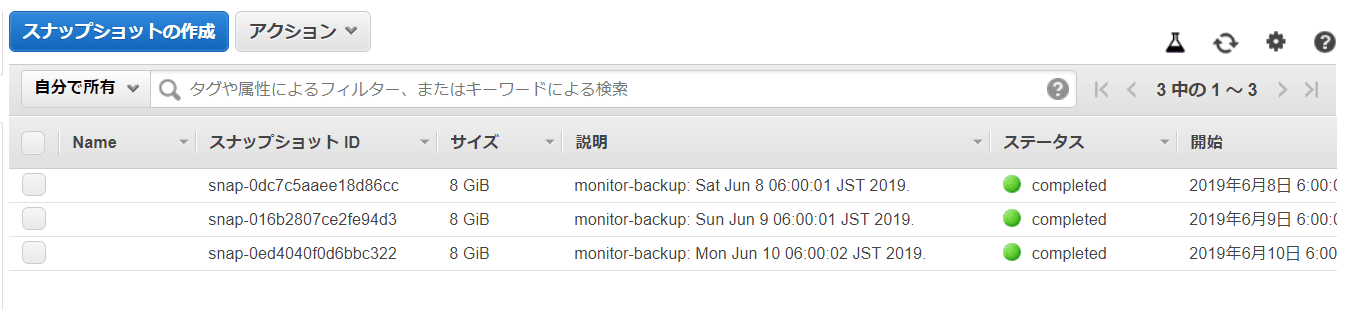 スナップショットの作成 アクション
自分で所有 タグや属性によるフィルター、またはキーワードによる検索 3 中の 1 ～ 3
Name スナップショット ID サイズ 説明 ステータス 開始
snap-0dc7c5aaee18d86cc 8 GiB monitor-backup: Sat Jun 8 06:00:01 JST 2019. completed 2019年6月8日 6:00:0
snap-016b2807ce2fe94d3 8 GiB monitor-backup: Sun Jun 9 06:00:01 JST 2019. completed 2019年6月9日 6:00:0
snap-0ed4040f0d6bbc322 8 GiB monitor-backup: Mon Jun 10 06:00:02 JST 2019. completed 2019年6月10日 6:00: